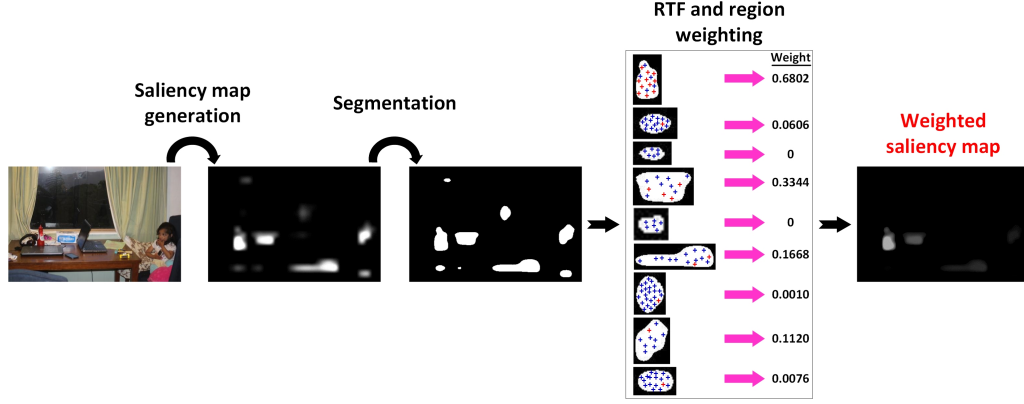 RTF and region
weighting
Saliency map
generation
Segmentation
Weight
0.6802
0.0606
0
0.3344
0
0.1668
0.0010
0.1120
0.0076
Weighted
saliency map